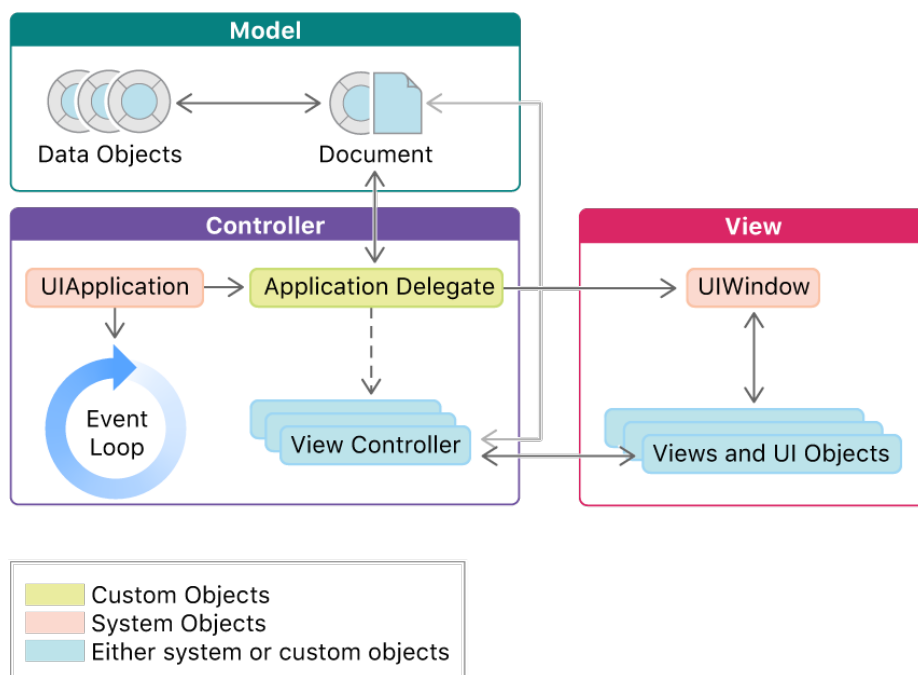 Model
Data Objects
Document
Controller
UIApplication
Application Delegate
Event
Loop
View Controller
View
UIWindow
Views and UI Objects
Custom Objects
System Objects
Either system or custom objects